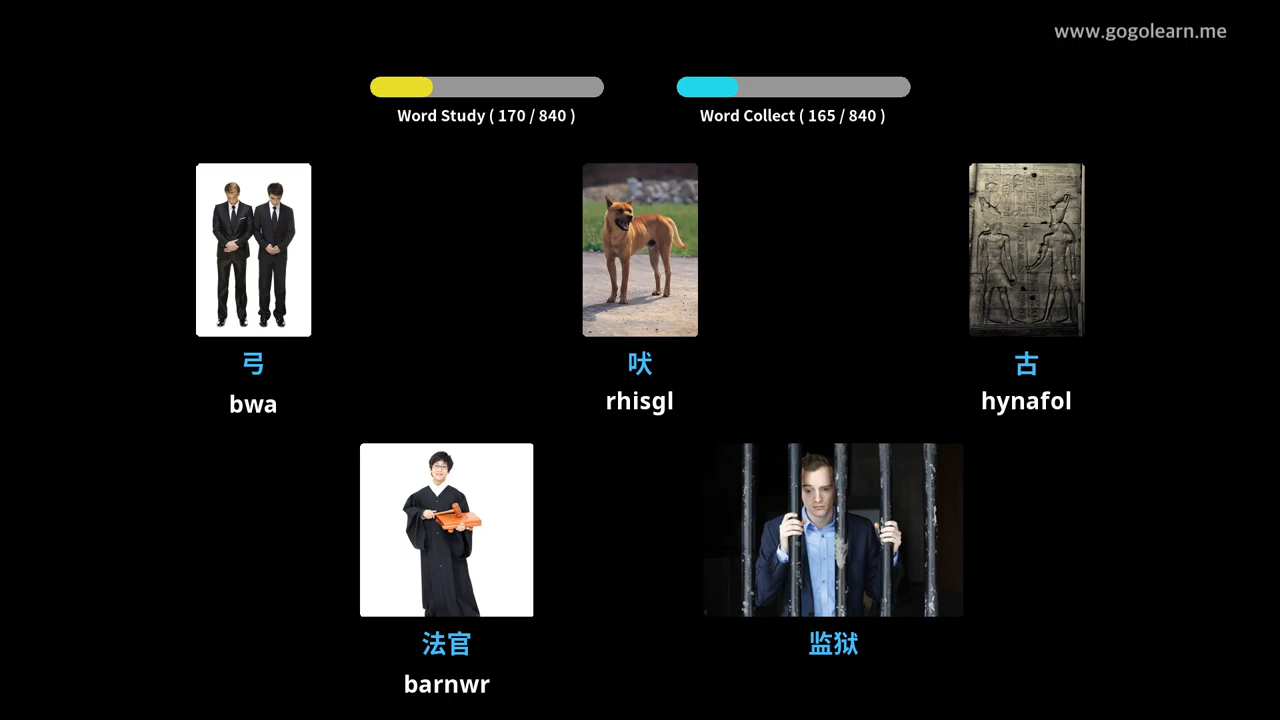 www.gogolearn.me
Word Study ( 170 / 840 )
Word Collect ( 165 / 840 )
弓
吠
古
bwa
rhisgl
hynafol
法官
监狱
barnwr